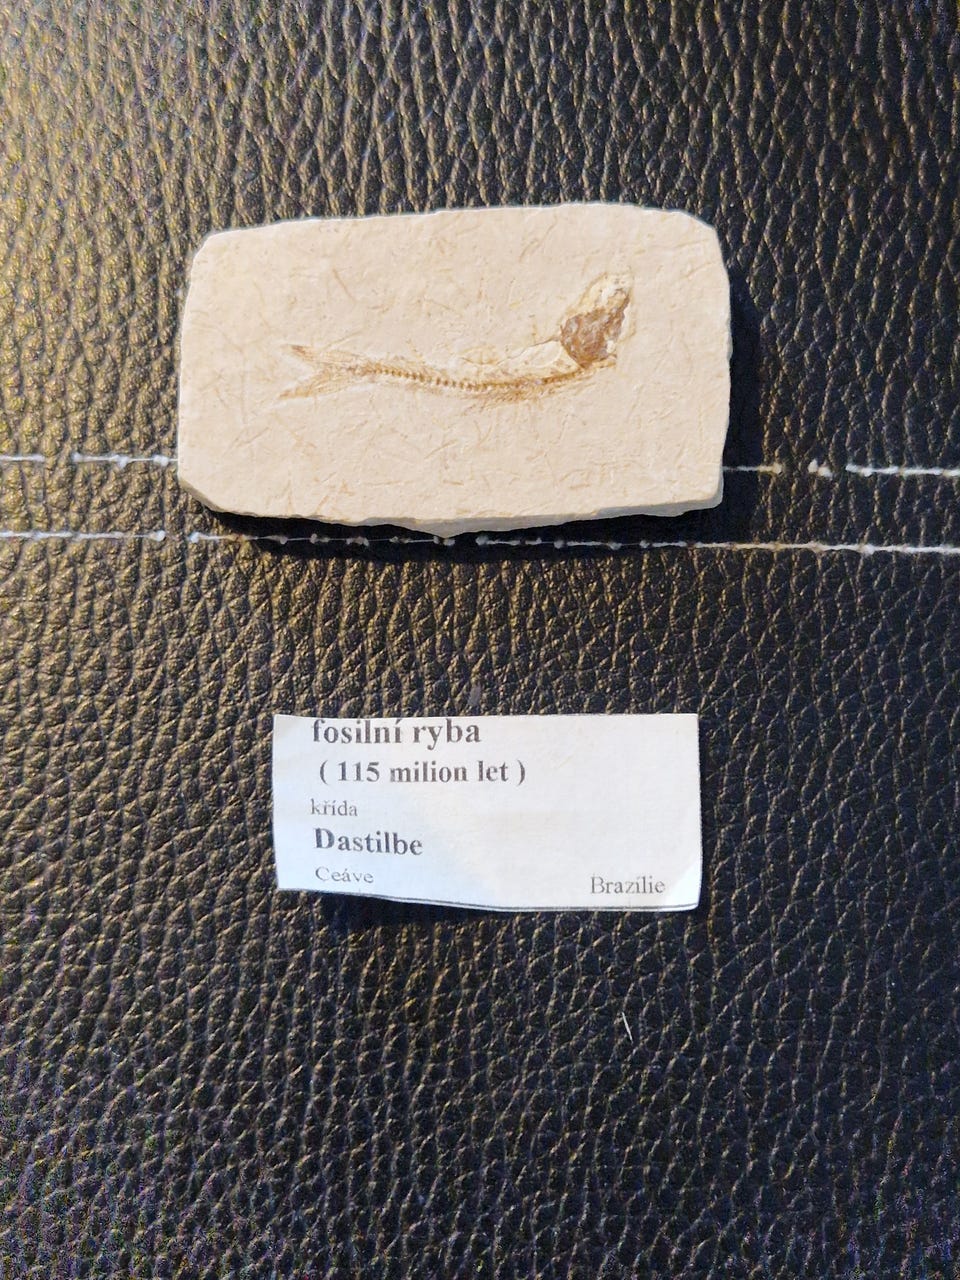 fosilní ryba
( 115 milion let )
křída
Dastilbe
Ceáve Brazílie